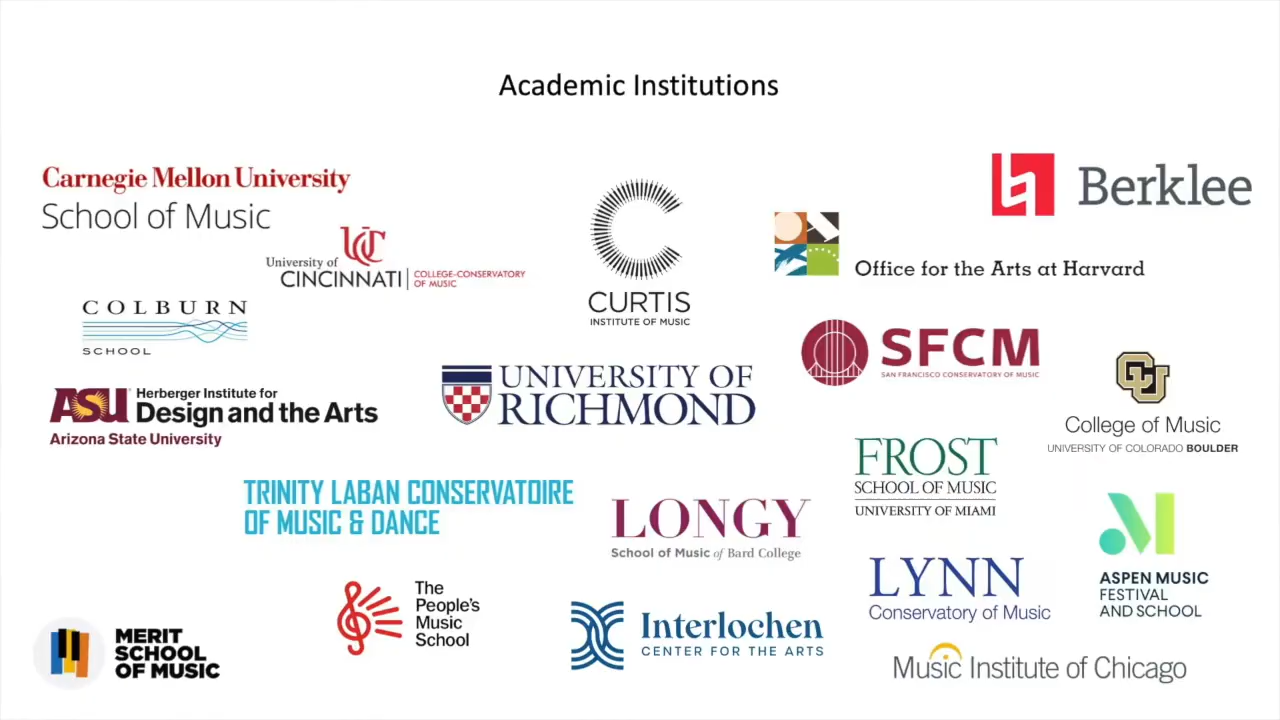 Academic Institutions
Carnegie Mellon University
School of Music
University of
CINCINNATI
COLLEGE-CONSERVATORY
OF MUSIC
CURTIS
INSTITUTE OF MUSIC
Berklee
Office for the Arts at Harvard
COLBURN
SCHOOL
SFCM
SAN FRANCISCO CONSERVATORY OF MUSIC
ASU Herberger Institute for
Design and the Arts
Arizona State University
UNIVERSITY OF
RICHMOND
CU
College of Music
UNIVERSITY OF COLORADO BOULDER
TRINITY LABAN CONSERVATOIRE
OF MUSIC & DANCE
LONGY
School of Music of Bard College
FROST
SCHOOL OF MUSIC
UNIVERSITY OF MIAMI
ASPEN MUSIC
FESTIVAL
AND SCHOOL
LYNN
Conservatory of Music
The
People's
Music
School
Interlochen
CENTER FOR THE ARTS
MERIT
SCHOOL
OF MUSIC
Music Institute of Chicago